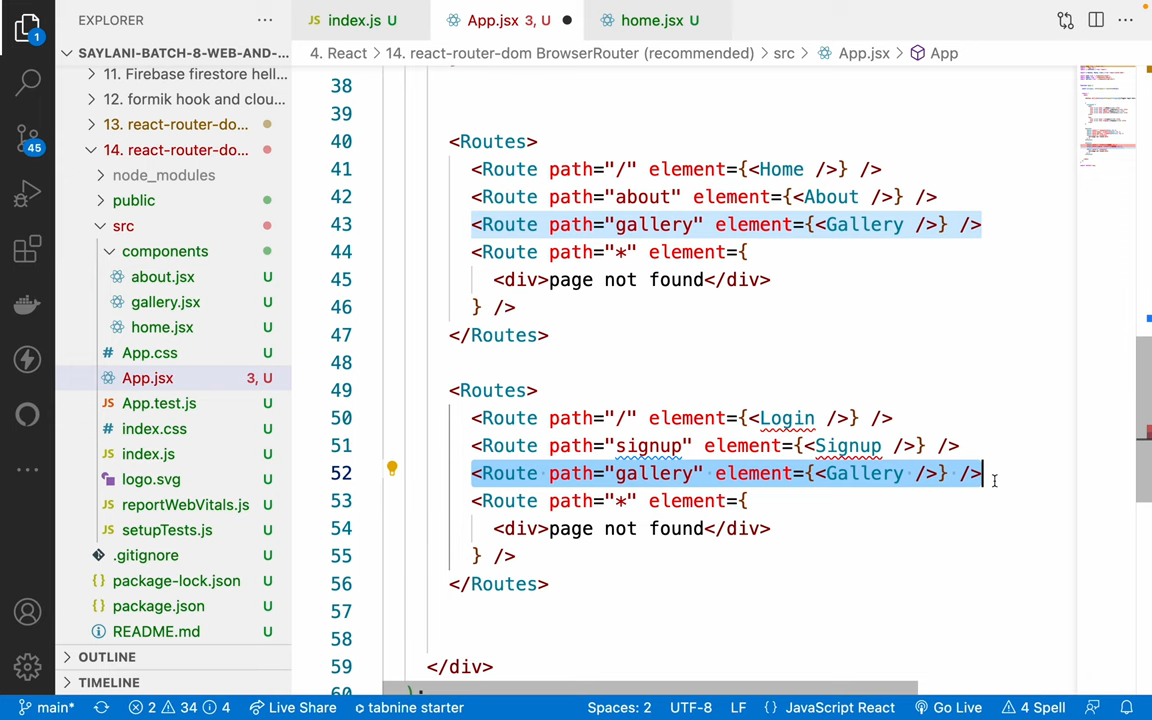 EXPLORER
index.js U
App.jsx 3, U
home.jsx U
SAYLANI-BATCH-8-WEB-AND-...
4. React > 14. react-router-dom BrowserRouter (recommended) > src > App.jsx > App
11. Firebase firestore hell...
12. formik hook and clou...
13. react-router-do...
14. react-router-do...
node_modules
public
src
components
about.jsx U
gallery.jsx U
home.jsx U
App.css U
App.jsx 3, U
App.test.js U
index.css U
index.js U
logo.svg U
reportWebVitals.js U
setupTests.js U
.gitignore U
package-lock.json U
package.json U
README.md U
OUTLINE
TIMELINE
1
45
38
39
40 <Routes>
41 <Route path="/" element={<Home />} />
42 <Route path="about" element={<About />} />
43 <Route path="gallery" element={<Gallery />} />
44 <Route path="*" element={
45 <div>page not found</div>
46 } />
47 </Routes>
48
49 <Routes>
50 <Route path="/" element={<Login />} />
51 <Route path="signup" element={<Signup />} />
52 <Route path="gallery" element={<Gallery />} />
53 <Route path="*" element={
54 <div>page not found</div>
55 } />
56 </Routes>
57
58
59 </div>
60 );
main* 2 34 4 Live Share tabnine starter Spaces: 2 UTF-8 LF {} JavaScript React Go Live 4 Spell